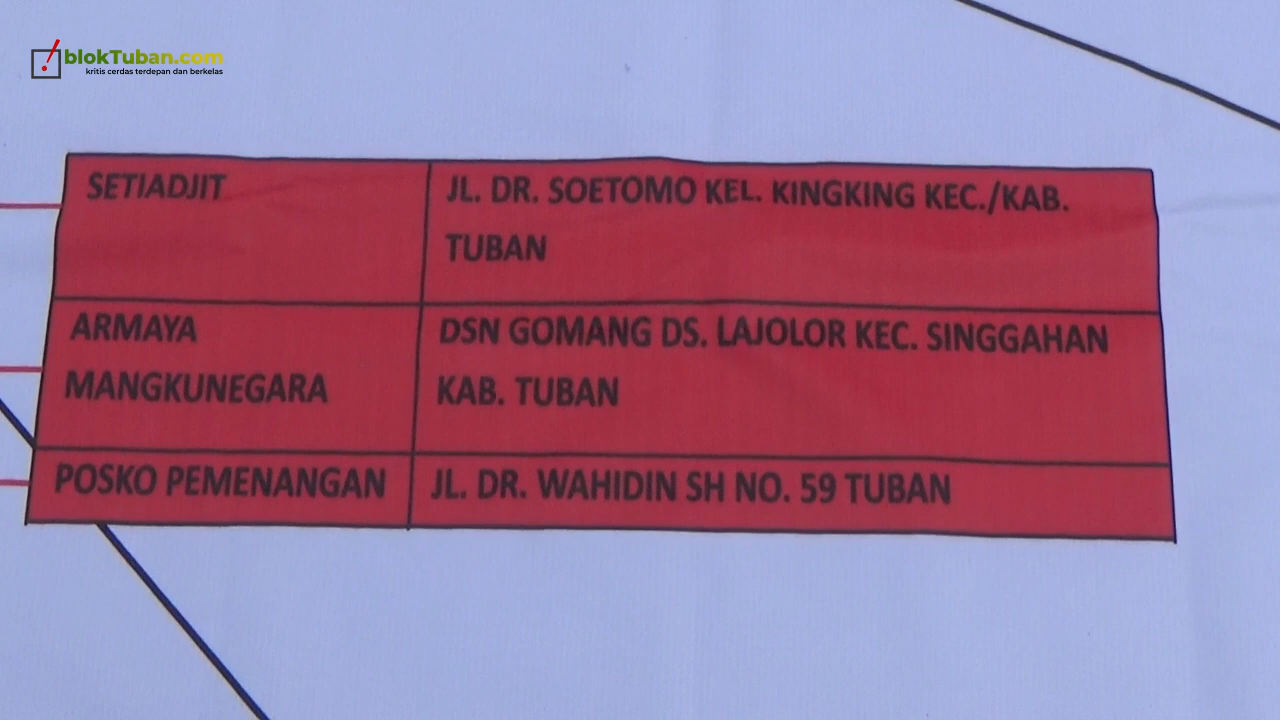 blokTuban.com
kritis cerdas terdepan dan berkelas
SETIADJIT
JL. DR. SOETOMO KEL. KINGKING KEC./KAB.
TUBAN
ARMAYA
MANGKUNEGARA
DSN GOMANG DS. LAJOLOR KEC. SINGGAHAN
KAB. TUBAN
POSKO PEMENANGAN
JL. DR. WAHIDIN SH NO. 59 TUBAN